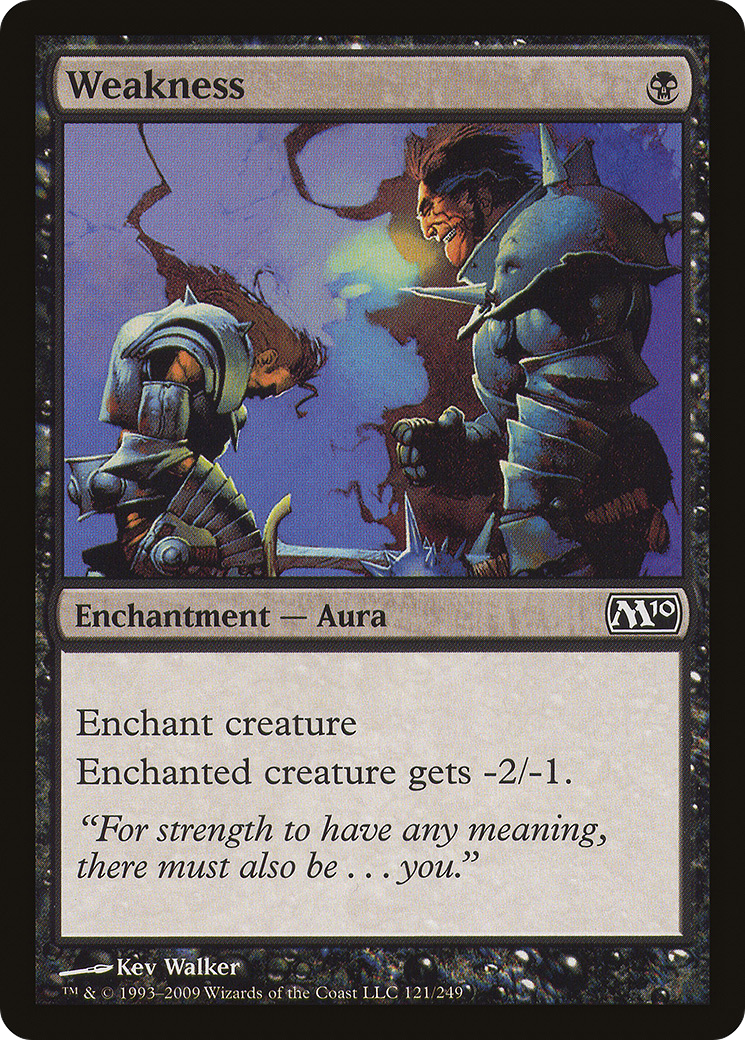 Weakness
Enchantment — Aura
M10
Enchant creature
Enchanted creature gets -2/-1.
“For strength to have any meaning,
there must also be . . . you.”
Kev Walker
™ & © 1993–2009 Wizards of the Coast LLC 121/249